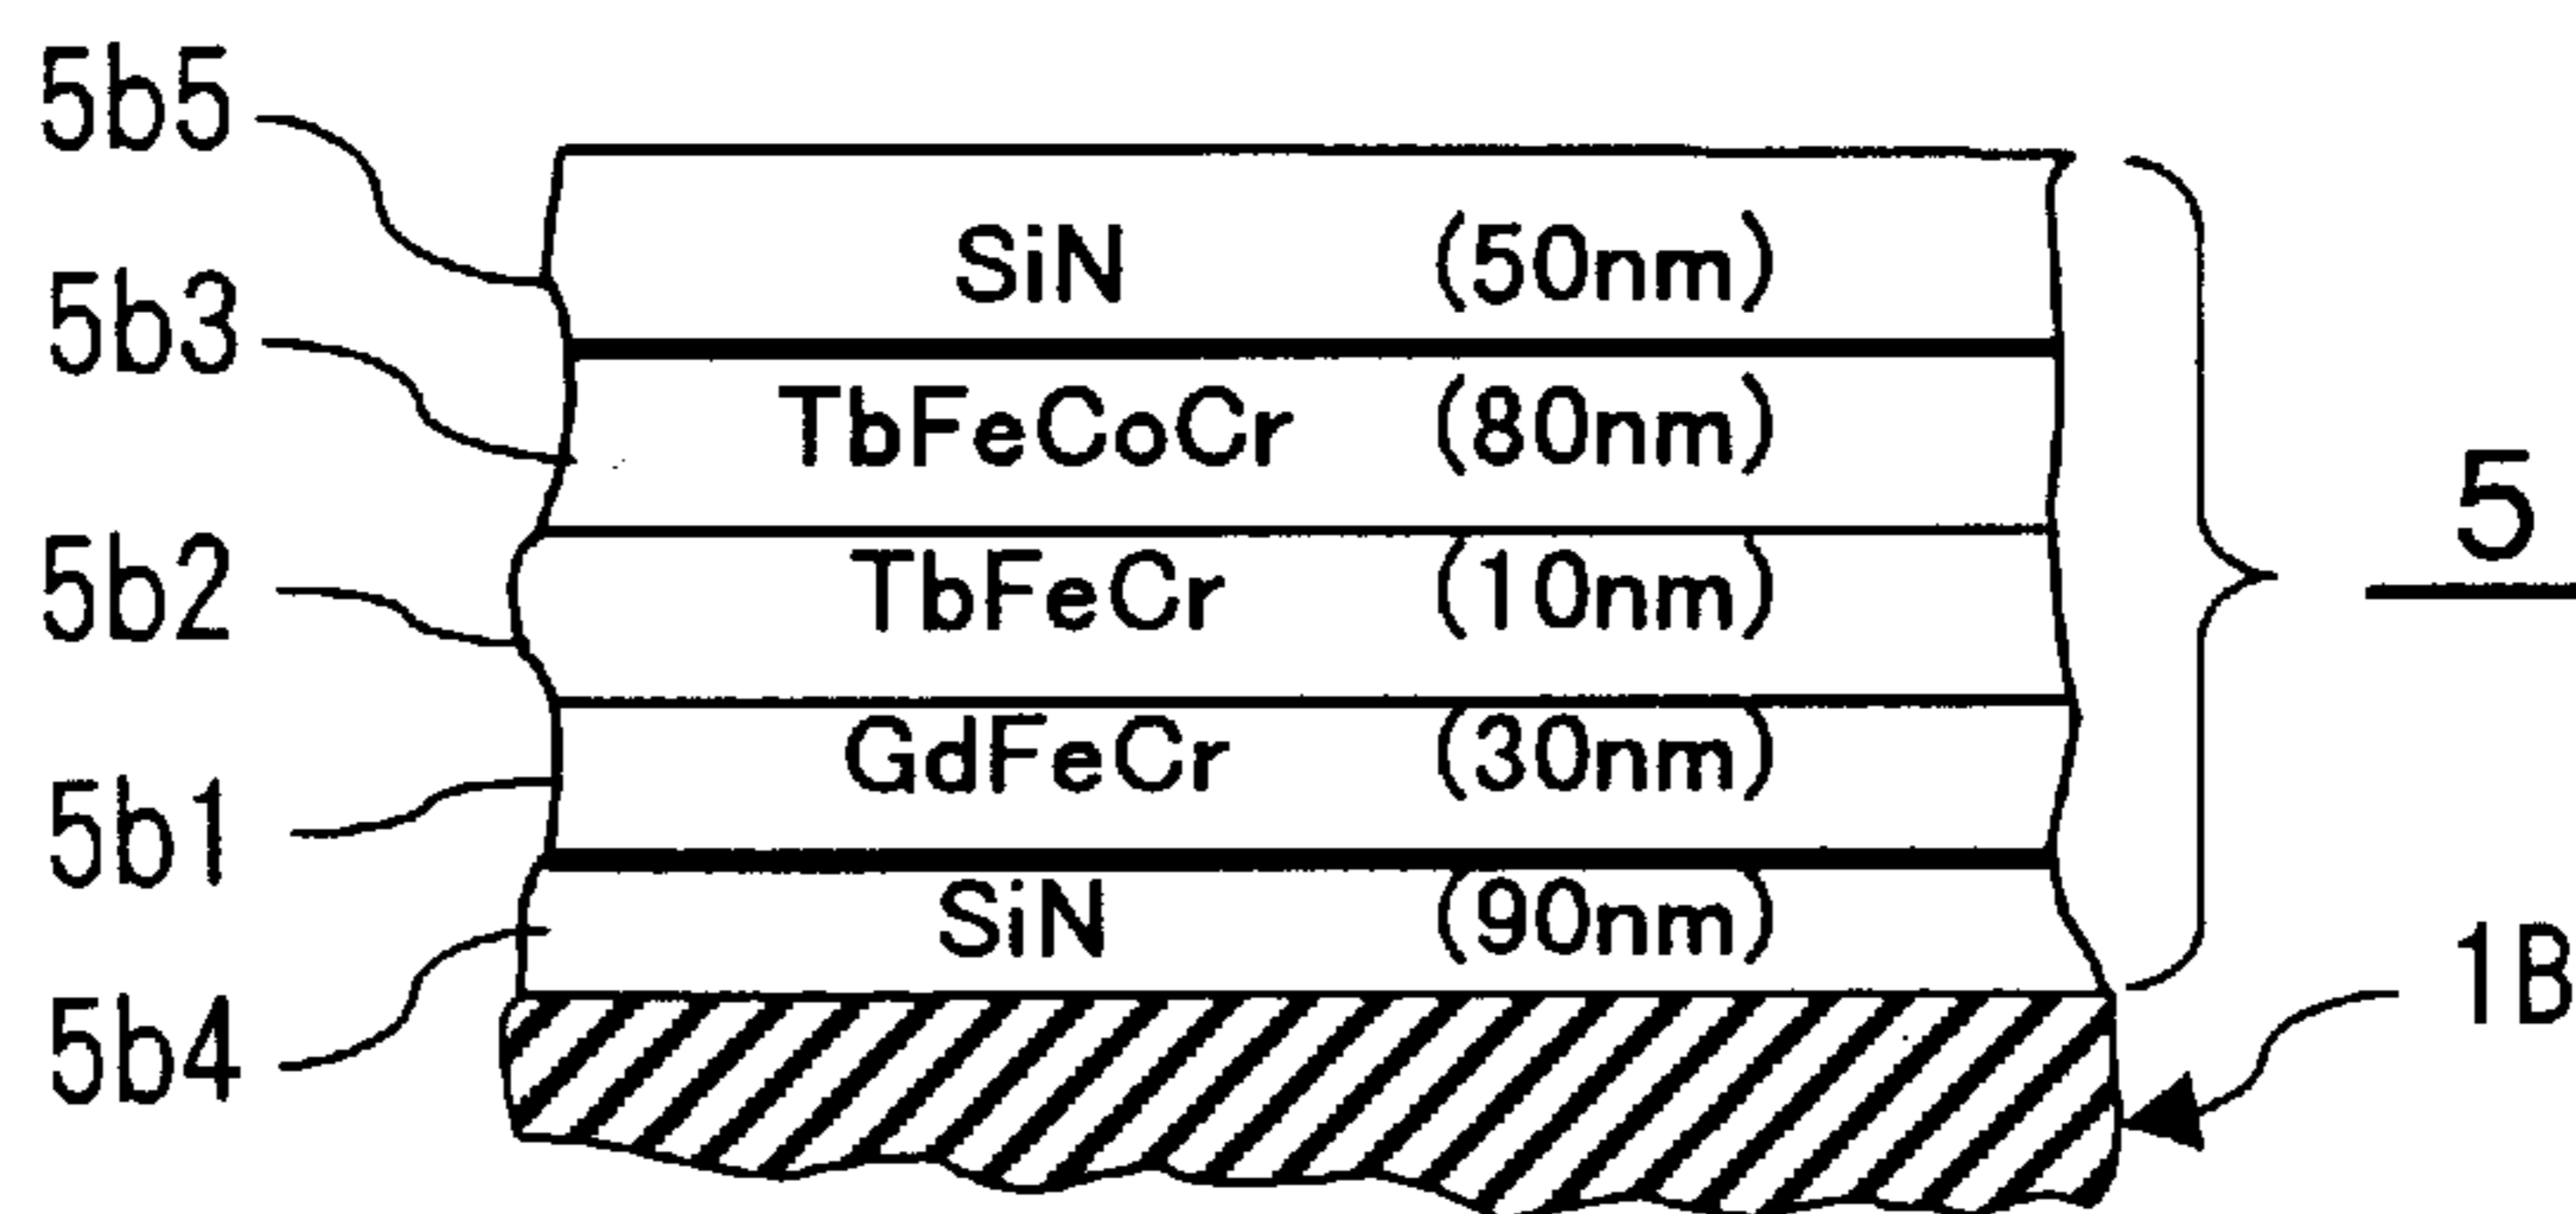 5b5
SiN (50nm)
5b3
TbFeCoCr (80nm)
5
5b2
TbFeCr (10nm)
5b1
GdFeCr (30nm)
5b4
SiN (90nm)
1B